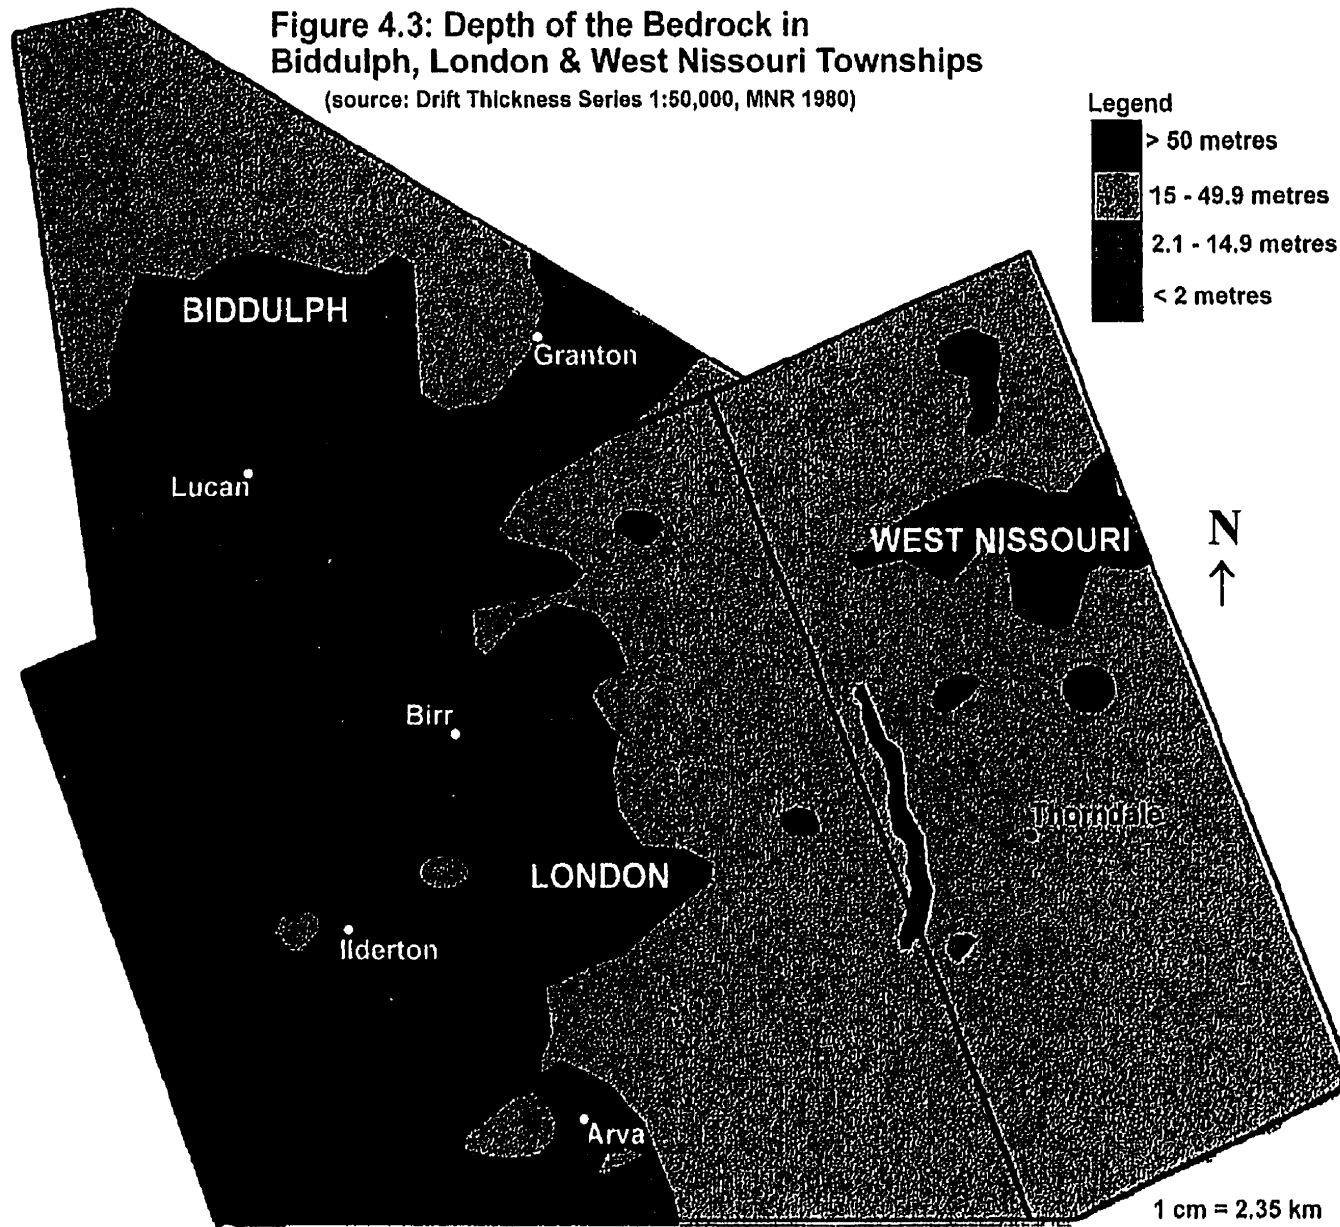 Figure 4.3: Depth of the Bedrock in
Biddulph, London & West Nissouri Townships
(source: Drift Thickness Series 1:50,000, MNR 1980)
Legend
> 50 metres
15 - 49.9 metres
2.1 - 14.9 metres
< 2 metres
BIDDULPH
Granton
Lucan
WEST NISSOURI
N
Birr
Thorndale
LONDON
Ilderton
Arva
1 cm = 2,35 km